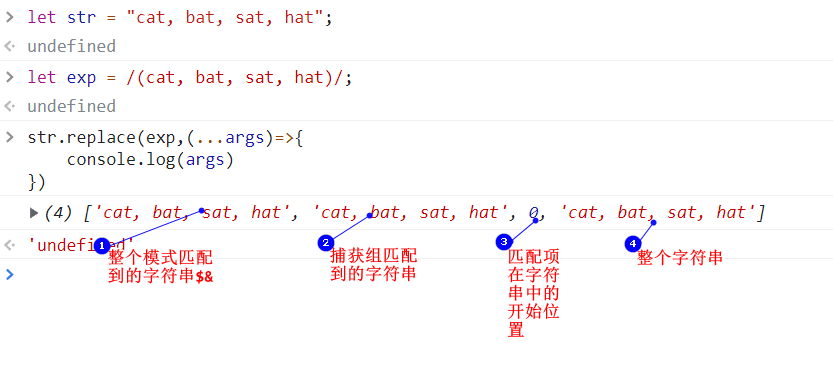 let str = "cat, bat, sat, hat";
undefined
let exp = /(cat, bat, sat, hat)/;
undefined
str.replace(exp,(...args)=>{
console.log(args)
})
(4) ['cat, bat, sat, hat', 'cat, bat, sat, hat', 0, 'cat, bat, sat, hat']
'undefined'
1
整个模式匹配
到的字符串$&
2
捕获组匹配
到的字符串
3
匹配项
在字符
串中的
开始位
置
4
整个字符串